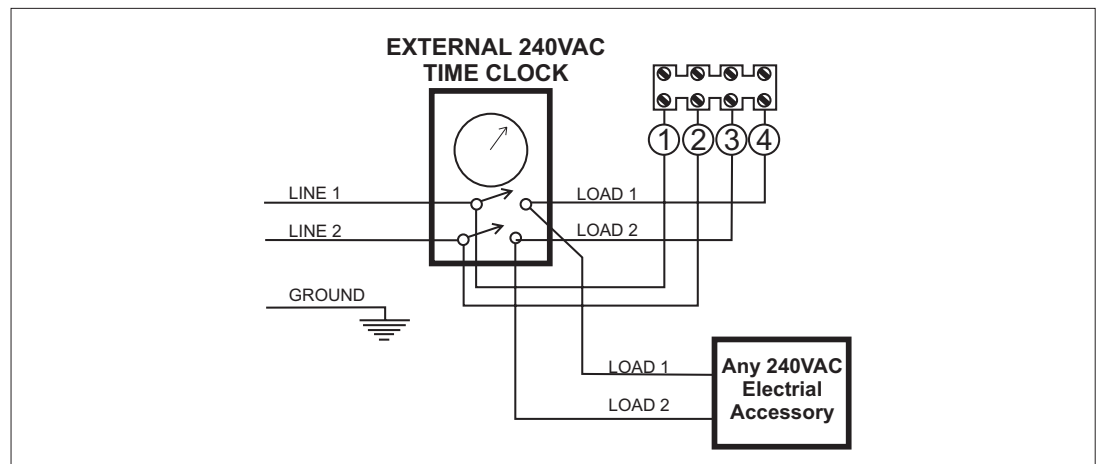 EXTERNAL 240VAC
TIME CLOCK
1 2 3 4
LINE 1
LOAD 1
LINE 2
LOAD 2
GROUND
LOAD 1
LOAD 2
Any 240VAC
Electrial
Accessory